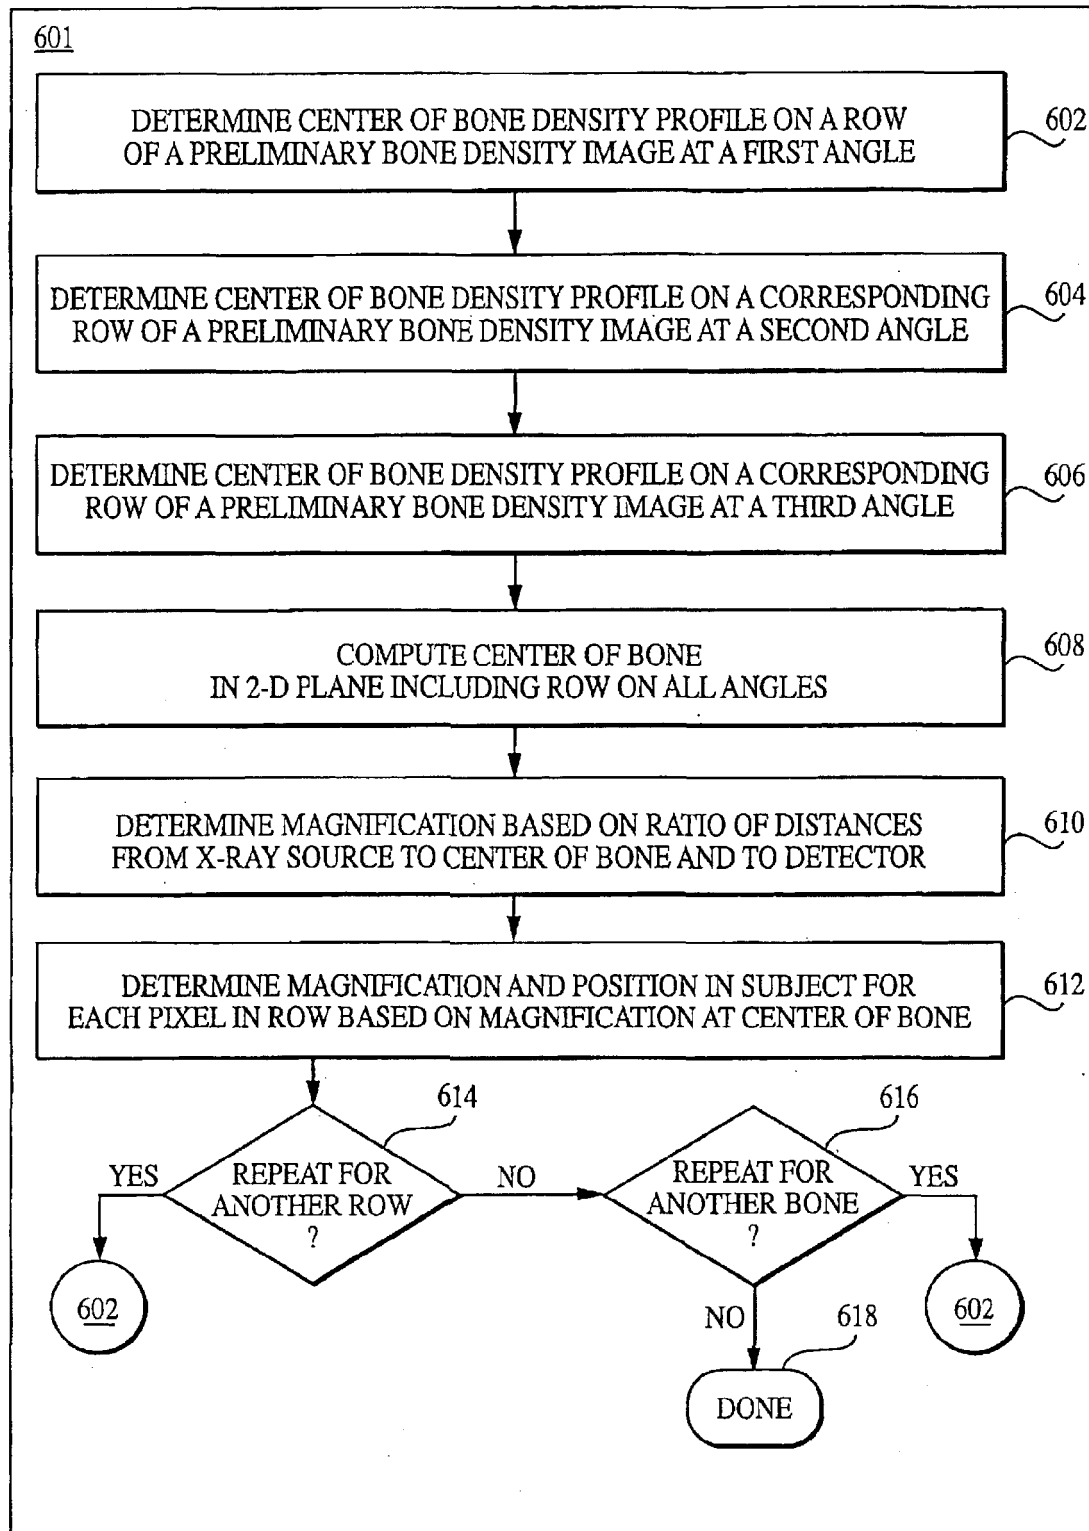 601
DETERMINE CENTER OF BONE DENSITY PROFILE ON A ROW
OF A PRELIMINARY BONE DENSITY IMAGE AT A FIRST ANGLE
602
DETERMINE CENTER OF BONE DENSITY PROFILE ON A CORRESPONDING
ROW OF A PRELIMINARY BONE DENSITY IMAGE AT A SECOND ANGLE
604
DETERMINE CENTER OF BONE DENSITY PROFILE ON A CORRESPONDING
ROW OF A PRELIMINARY BONE DENSITY IMAGE AT A THIRD ANGLE
606
COMPUTE CENTER OF BONE
IN 2-D PLANE INCLUDING ROW ON ALL ANGLES
608
DETERMINE MAGNIFICATION BASED ON RATIO OF DISTANCES
FROM X-RAY SOURCE TO CENTER OF BONE AND TO DETECTOR
610
DETERMINE MAGNIFICATION AND POSITION IN SUBJECT FOR
EACH PIXEL IN ROW BASED ON MAGNIFICATION AT CENTER OF BONE
612
614
REPEAT FOR
ANOTHER ROW
?
YES
NO
616
REPEAT FOR
ANOTHER BONE
?
YES
602
602
NO
618
DONE